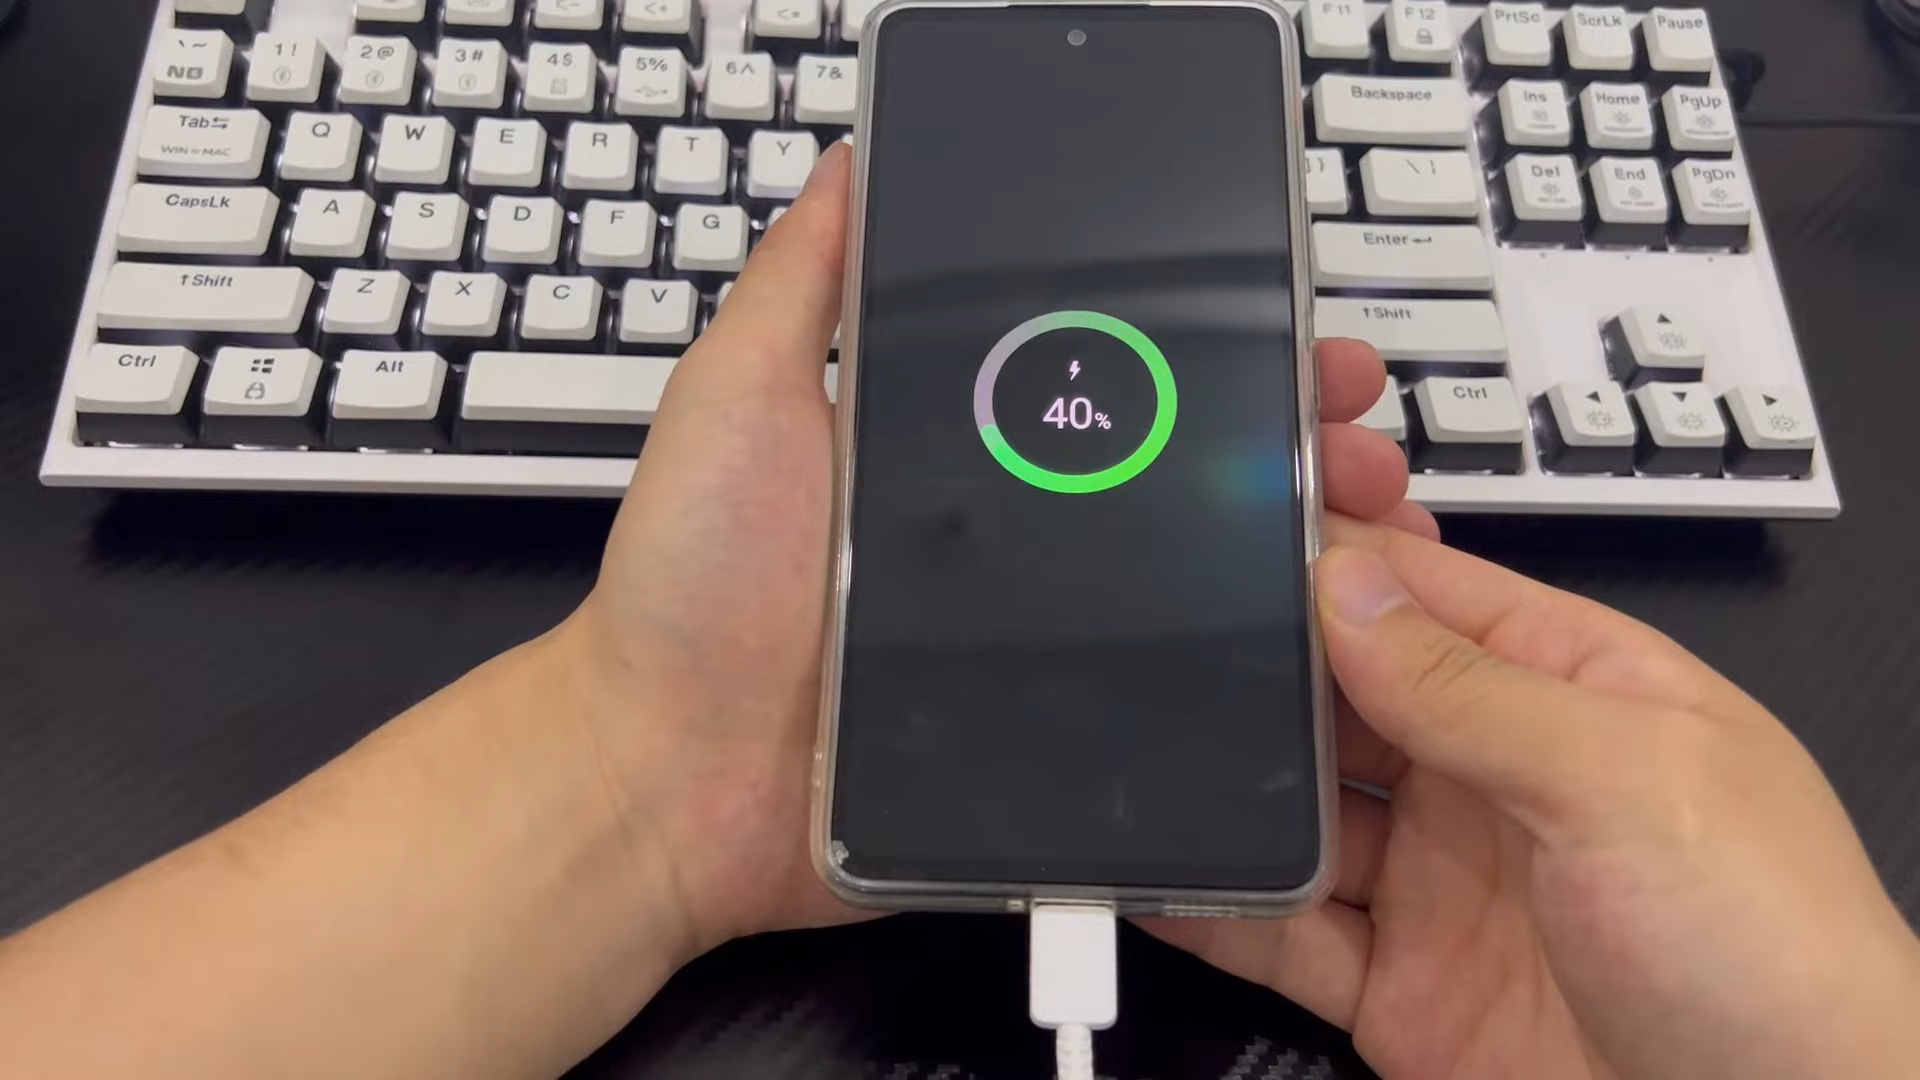 F11 F12 PrtSc ScrLk Pause
`~ 1! 2@ 3# 4$ 5% 6^ 7&
Backspace Ins Home PgUp
Tab Q W E R T Y
WIN MAC
\| Del End PgDn
CapsLk A S D F G
Enter
↑Shift Z X C V
↑Shift
Ctrl Alt
Ctrl
40%